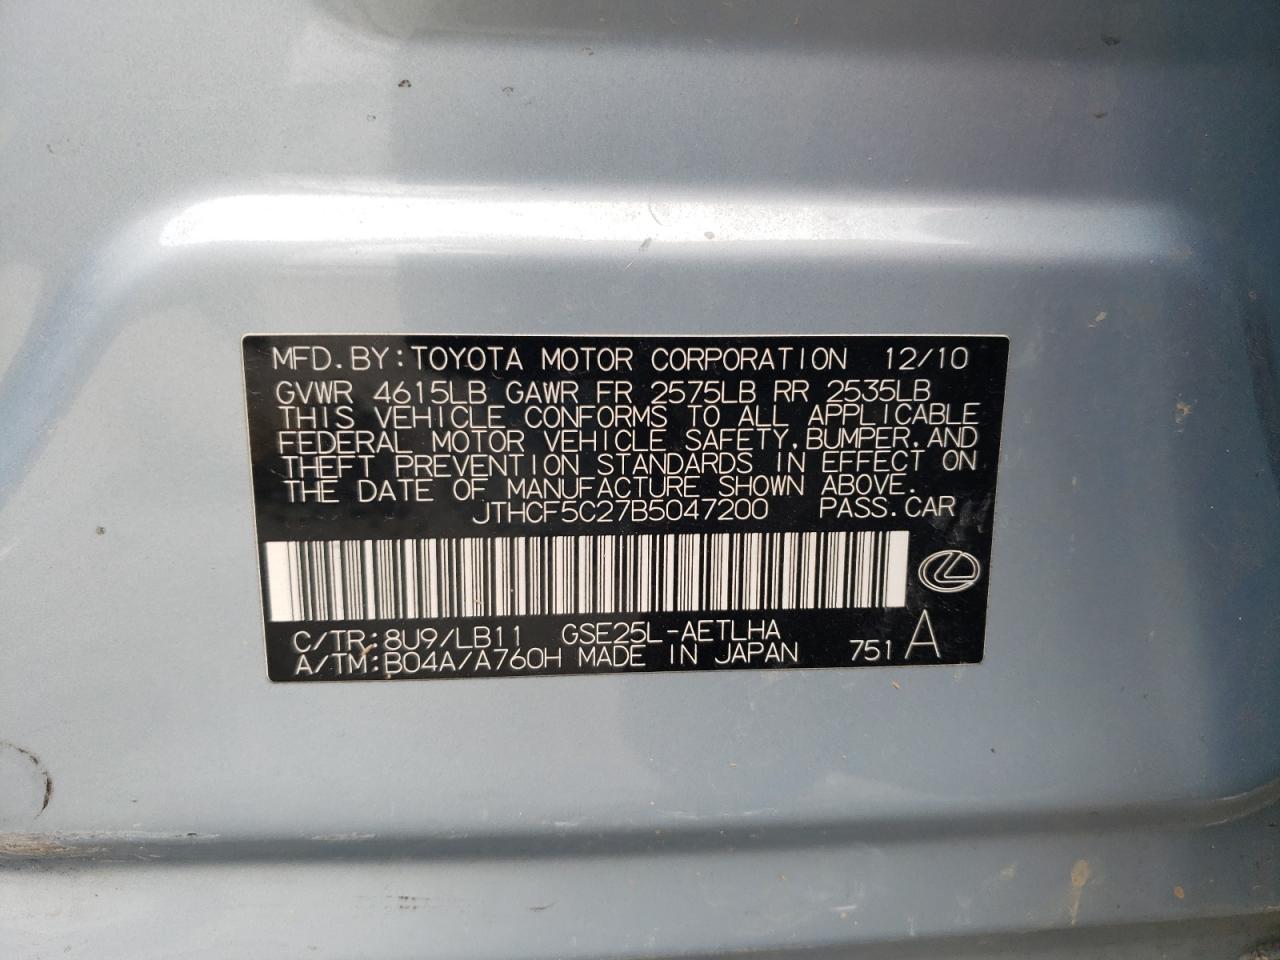 MFD.BY:TOYOTA MOTOR CORPORATION 12/10
GVWR 4615LB GAWR FR 2575LB RR 2535LB
THIS VEHICLE CONFORMS TO ALL APPLICABLE
FEDERAL MOTOR VEHICLE SAFETY,BUMPER,AND
THEFT PREVENTION STANDARDS IN EFFECT ON
THE DATE OF MANUFACTURE SHOWN ABOVE.
JTHCF5C27B5047200 PASS.CAR
C/TR:8U9/LB11 GSE25L-AETLHA
A/TM:B04A/A760H MADE IN JAPAN 751 A